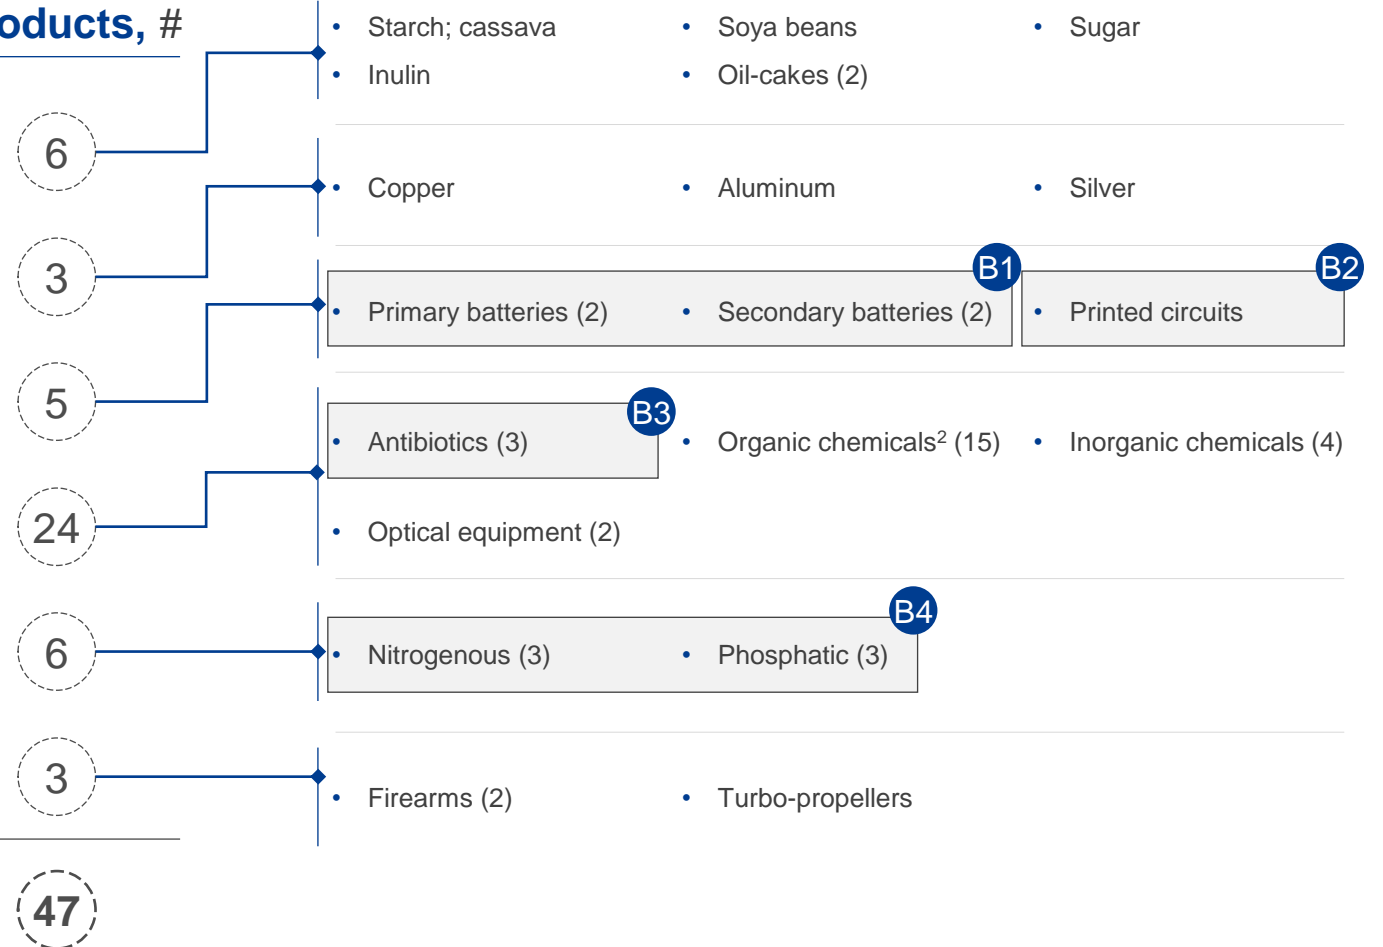 oducts, #
• Starch; cassava • Soya beans • Sugar
• Inulin • Oil-cakes (2)
6
• Copper • Aluminum • Silver
3
B1 B2
• Primary batteries (2) • Secondary batteries (2) • Printed circuits
5
B3
• Antibiotics (3) • Organic chemicals² (15) • Inorganic chemicals (4)
24
• Optical equipment (2)
B4
6
• Nitrogenous (3) • Phosphatic (3)
3
• Firearms (2) • Turbo-propellers
47